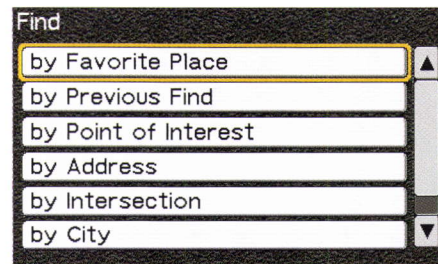 Find
by Favorite Place
by Previous Find
by Point of Interest
by Address
by Intersection
by City